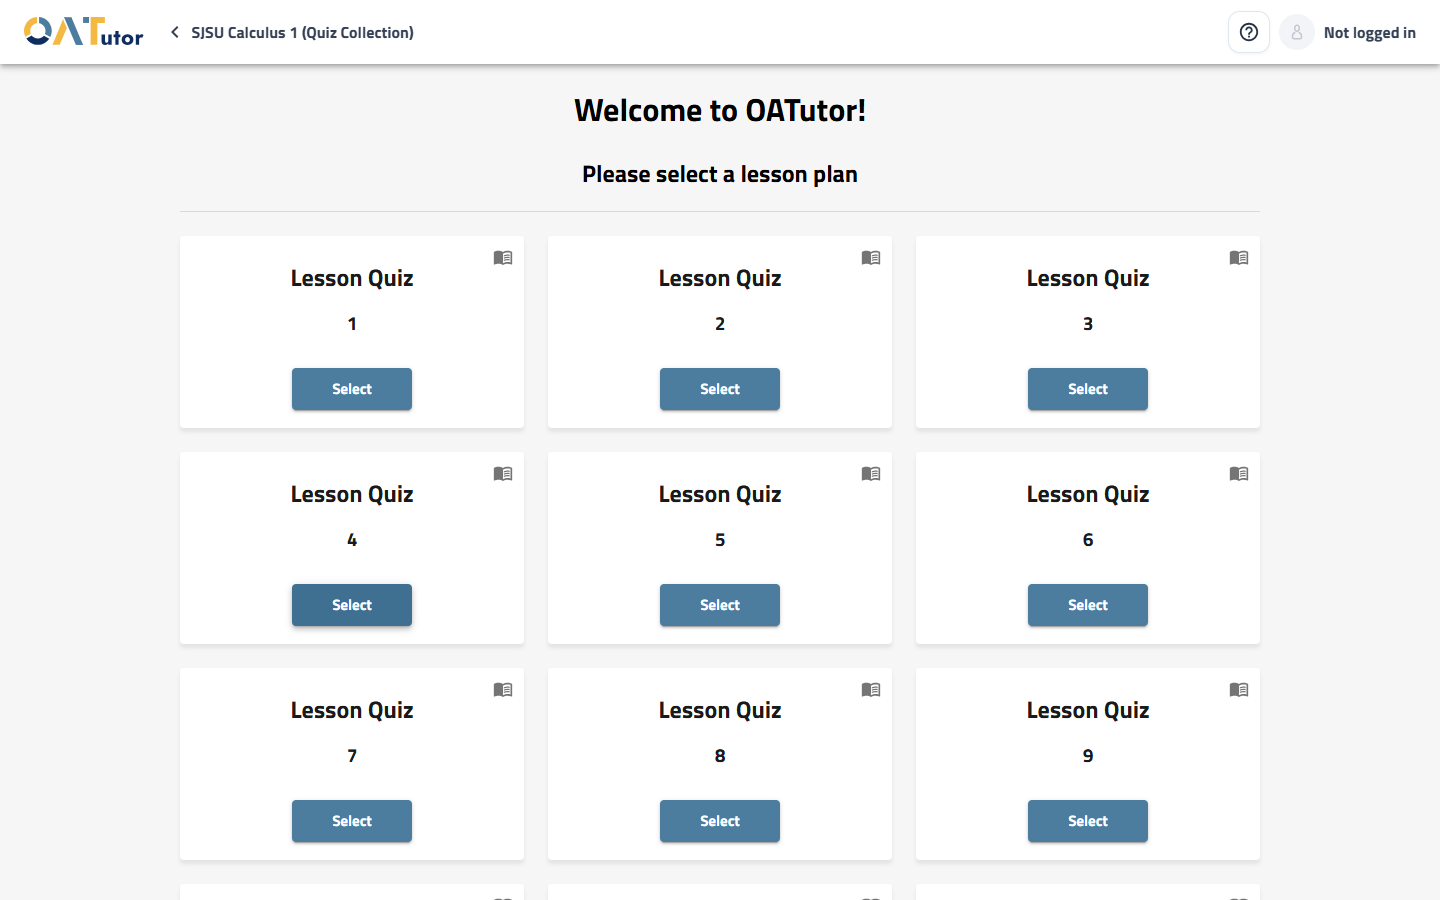 OATutor
SJSU Calculus 1 (Quiz Collection)
Not logged in
Welcome to OATutor!
Please select a lesson plan
Lesson Quiz
1
Select
Lesson Quiz
2
Select
Lesson Quiz
3
Select
Lesson Quiz
4
Select
Lesson Quiz
5
Select
Lesson Quiz
6
Select
Lesson Quiz
7
Select
Lesson Quiz
8
Select
Lesson Quiz
9
Select